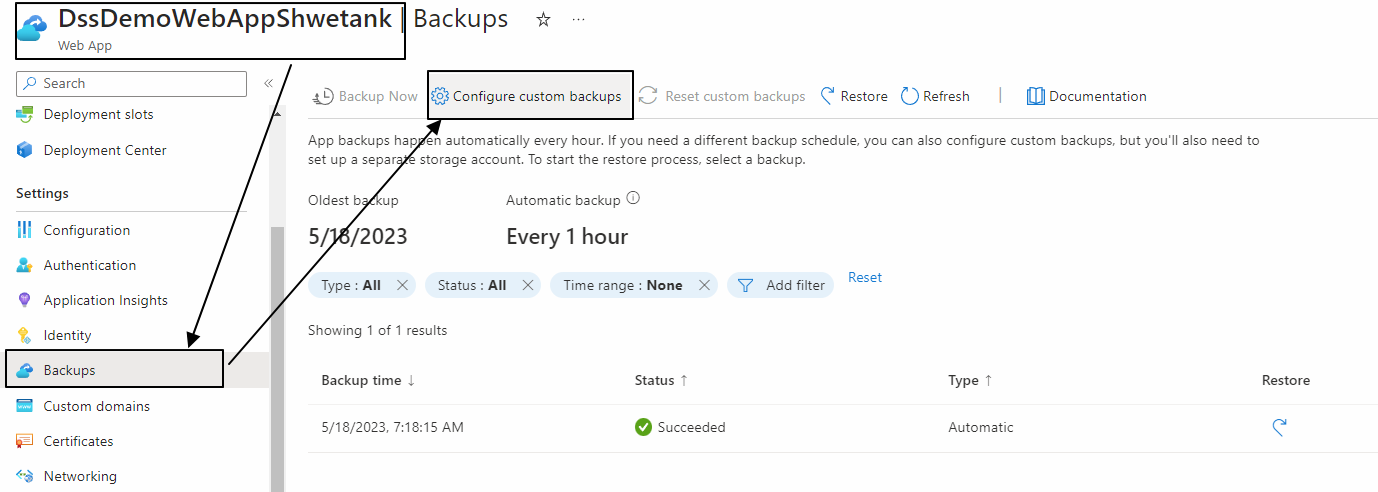 DssDemoWebAppShwetank | Backups
Web App
Search
Deployment slots
Deployment Center
Settings
Configuration
Authentication
Application Insights
Identity
Backups
Custom domains
Certificates
Networking
Backup Now Configure custom backups Reset custom backups Restore Refresh | Documentation
App backups happen automatically every hour. If you need a different backup schedule, you can also configure custom backups, but you'll also need to
set up a separate storage account. To start the restore process, select a backup.
Oldest backup Automatic backup
5/18/2023 Every 1 hour
Type : All Status : All Time range : None Add filter Reset
Showing 1 of 1 results
Backup time ↓ Status ↑ Type ↑ Restore
5/18/2023, 7:18:15 AM Succeeded Automatic